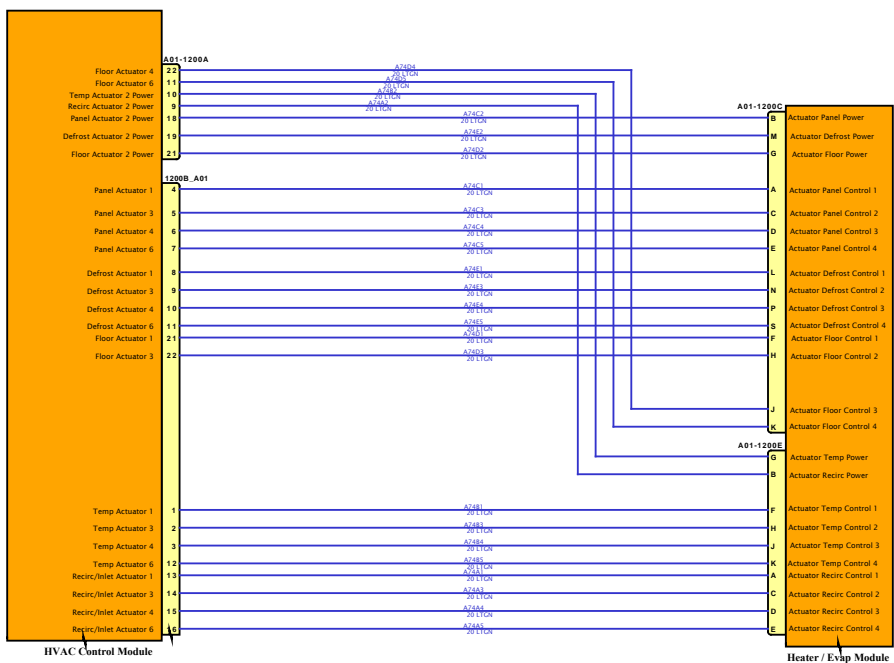 A01-1200A
Floor Actuator 4 22 A74D4 20 LTGN
Floor Actuator 6 11 A74D5 20 LTGN
Temp Actuator 2 Power 10 A74B2 20 LTGN
Recirc Actuator 2 Power 9 A74A2 20 LTGN
A01-1200C
Panel Actuator 2 Power 18 A74C2 20 LTGN B Actuator Panel Power
Defrost Actuator 2 Power 19 A74E2 20 LTGN M Actuator Defrost Power
Floor Actuator 2 Power 21 A74D2 20 LTGN G Actuator Floor Power
1200B_A01
Panel Actuator 1 4 A74C1 20 LTGN A Actuator Panel Control 1
Panel Actuator 3 5 A74C3 20 LTGN C Actuator Panel Control 2
Panel Actuator 4 6 A74C4 20 LTGN D Actuator Panel Control 3
Panel Actuator 6 7 A74C5 20 LTGN E Actuator Panel Control 4
Defrost Actuator 1 8 A74E1 20 LTGN L Actuator Defrost Control 1
Defrost Actuator 3 9 A74E3 20 LTGN N Actuator Defrost Control 2
Defrost Actuator 4 10 A74E4 20 LTGN P Actuator Defrost Control 3
Defrost Actuator 6 11 A74E5 20 LTGN S Actuator Defrost Control 4
Floor Actuator 1 21 A74D1 20 LTGN F Actuator Floor Control 1
Floor Actuator 3 22 A74D3 20 LTGN H Actuator Floor Control 2
J Actuator Floor Control 3
K Actuator Floor Control 4
A01-1200E
G Actuator Temp Power
B Actuator Recirc Power
Temp Actuator 1 1 A74B1 20 LTGN F Actuator Temp Control 1
Temp Actuator 3 2 A74B3 20 LTGN H Actuator Temp Control 2
Temp Actuator 4 3 A74B4 20 LTGN J Actuator Temp Control 3
Temp Actuator 6 12 A74B5 20 LTGN K Actuator Temp Control 4
Recirc/Inlet Actuator 1 13 A74A1 20 LTGN A Actuator Recirc Control 1
Recirc/Inlet Actuator 3 14 A74A3 20 LTGN C Actuator Recirc Control 2
Recirc/Inlet Actuator 4 15 A74A4 20 LTGN D Actuator Recirc Control 3
Recirc/Inlet Actuator 6 16 A74A5 20 LTGN E Actuator Recirc Control 4
HVAC Control Module
Heater / Evap Module